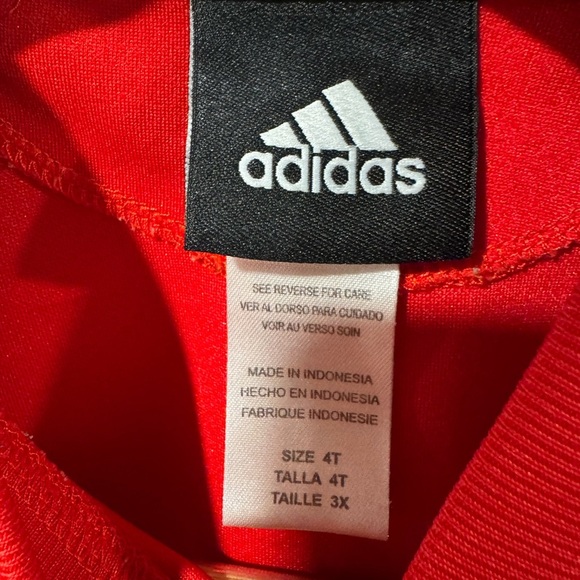 adidas
SEE REVERSE FOR CARE
VER AL DORSO PARA CUIDADO
VOIR AU VERSO SOIN
MADE IN INDONESIA
HECHO EN INDONESIA
FABRIQUE INDONESIE
SIZE 4T
TALLA 4T
TAILLE 3X